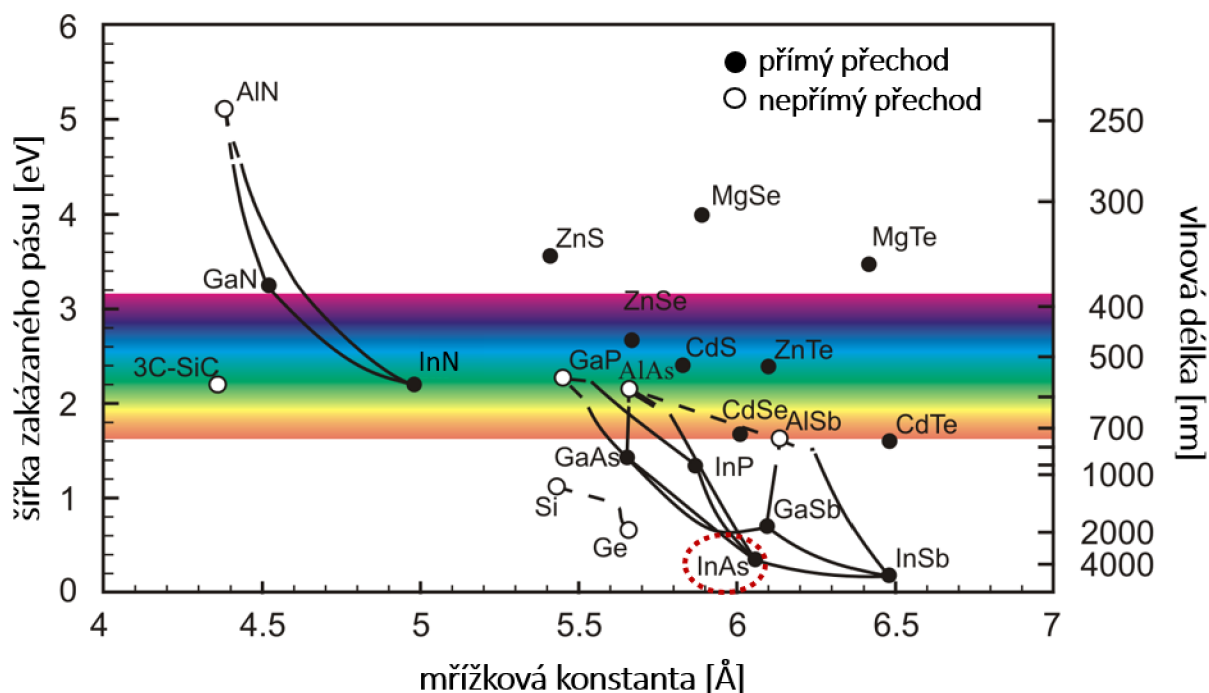 6
5
4
3
2
1
0
šířka zakázaného pásu [eV]
přímý přechod
nepřímý přechod
AlN
MgSe
ZnS
MgTe
GaN
ZnSe
InN
3C-SiC
GaP
AlAs
CdS
ZnTe
CdSe
AlSb
CdTe
GaAs
InP
Si
Ge
GaSb
InAs
InSb
250
300
400
500
700
1000
2000
4000
vlnová délka [nm]
4
4.5
5
5.5
6
6.5
7
mřížková konstanta [Å]